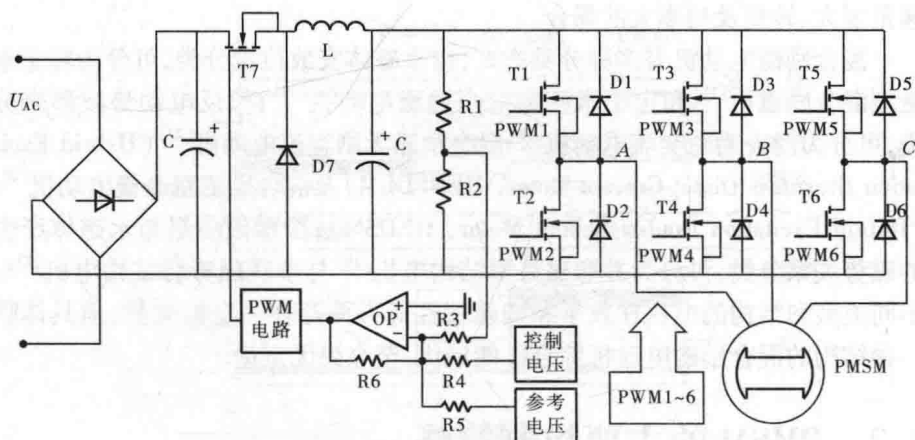 T7
L
U_AC
C
+
D7
C
+
R1
R2
T1
D1
PWM1
T2
D2
PWM2
T3
D3
PWM3
T4
D4
PWM4
T5
D5
PWM5
T6
D6
PWM6
A
B
C
PWM
电路
OP
+
-
R3
R4
R5
R6
控制
电压
参考
电压
PWM1~6
PMSM